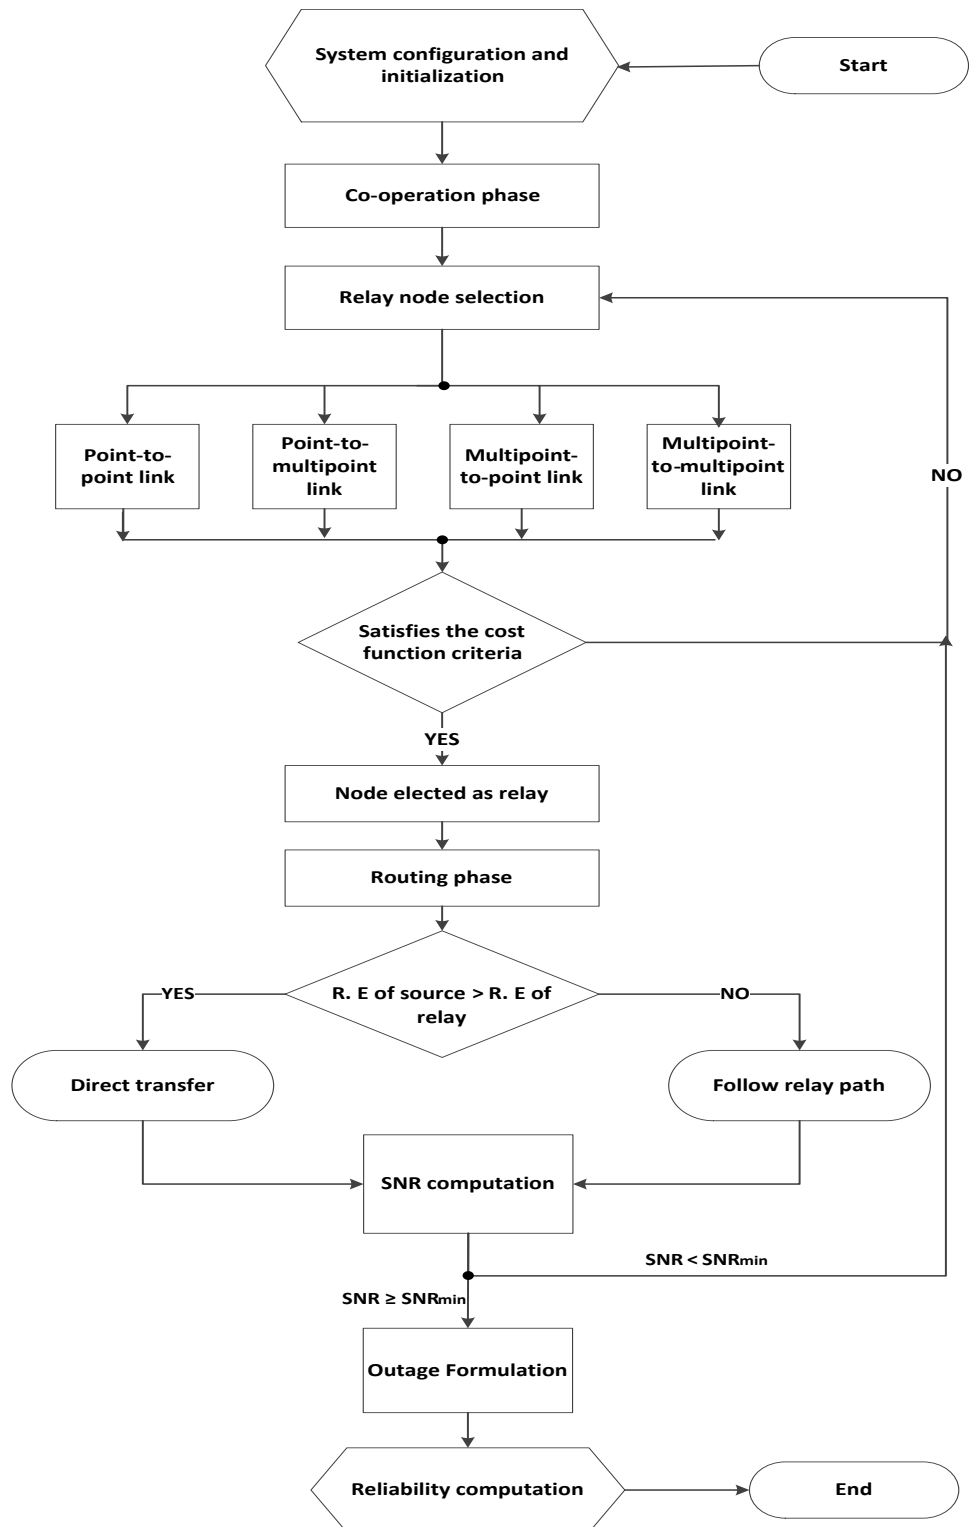 System configuration and
initialization
Start
Co-operation phase
Relay node selection
Point-to-
point link
Point-to-
multipoint
link
Multipoint-
to-point link
Multipoint-
to-multipoint
link
NO
Satisfies the cost
function criteria
YES
Node elected as relay
Routing phase
YES
R. E of source > R. E of
relay
NO
Direct transfer
Follow relay path
SNR computation
SNR < SNRmin
SNR ≥ SNRmin
Outage Formulation
Reliability computation
End